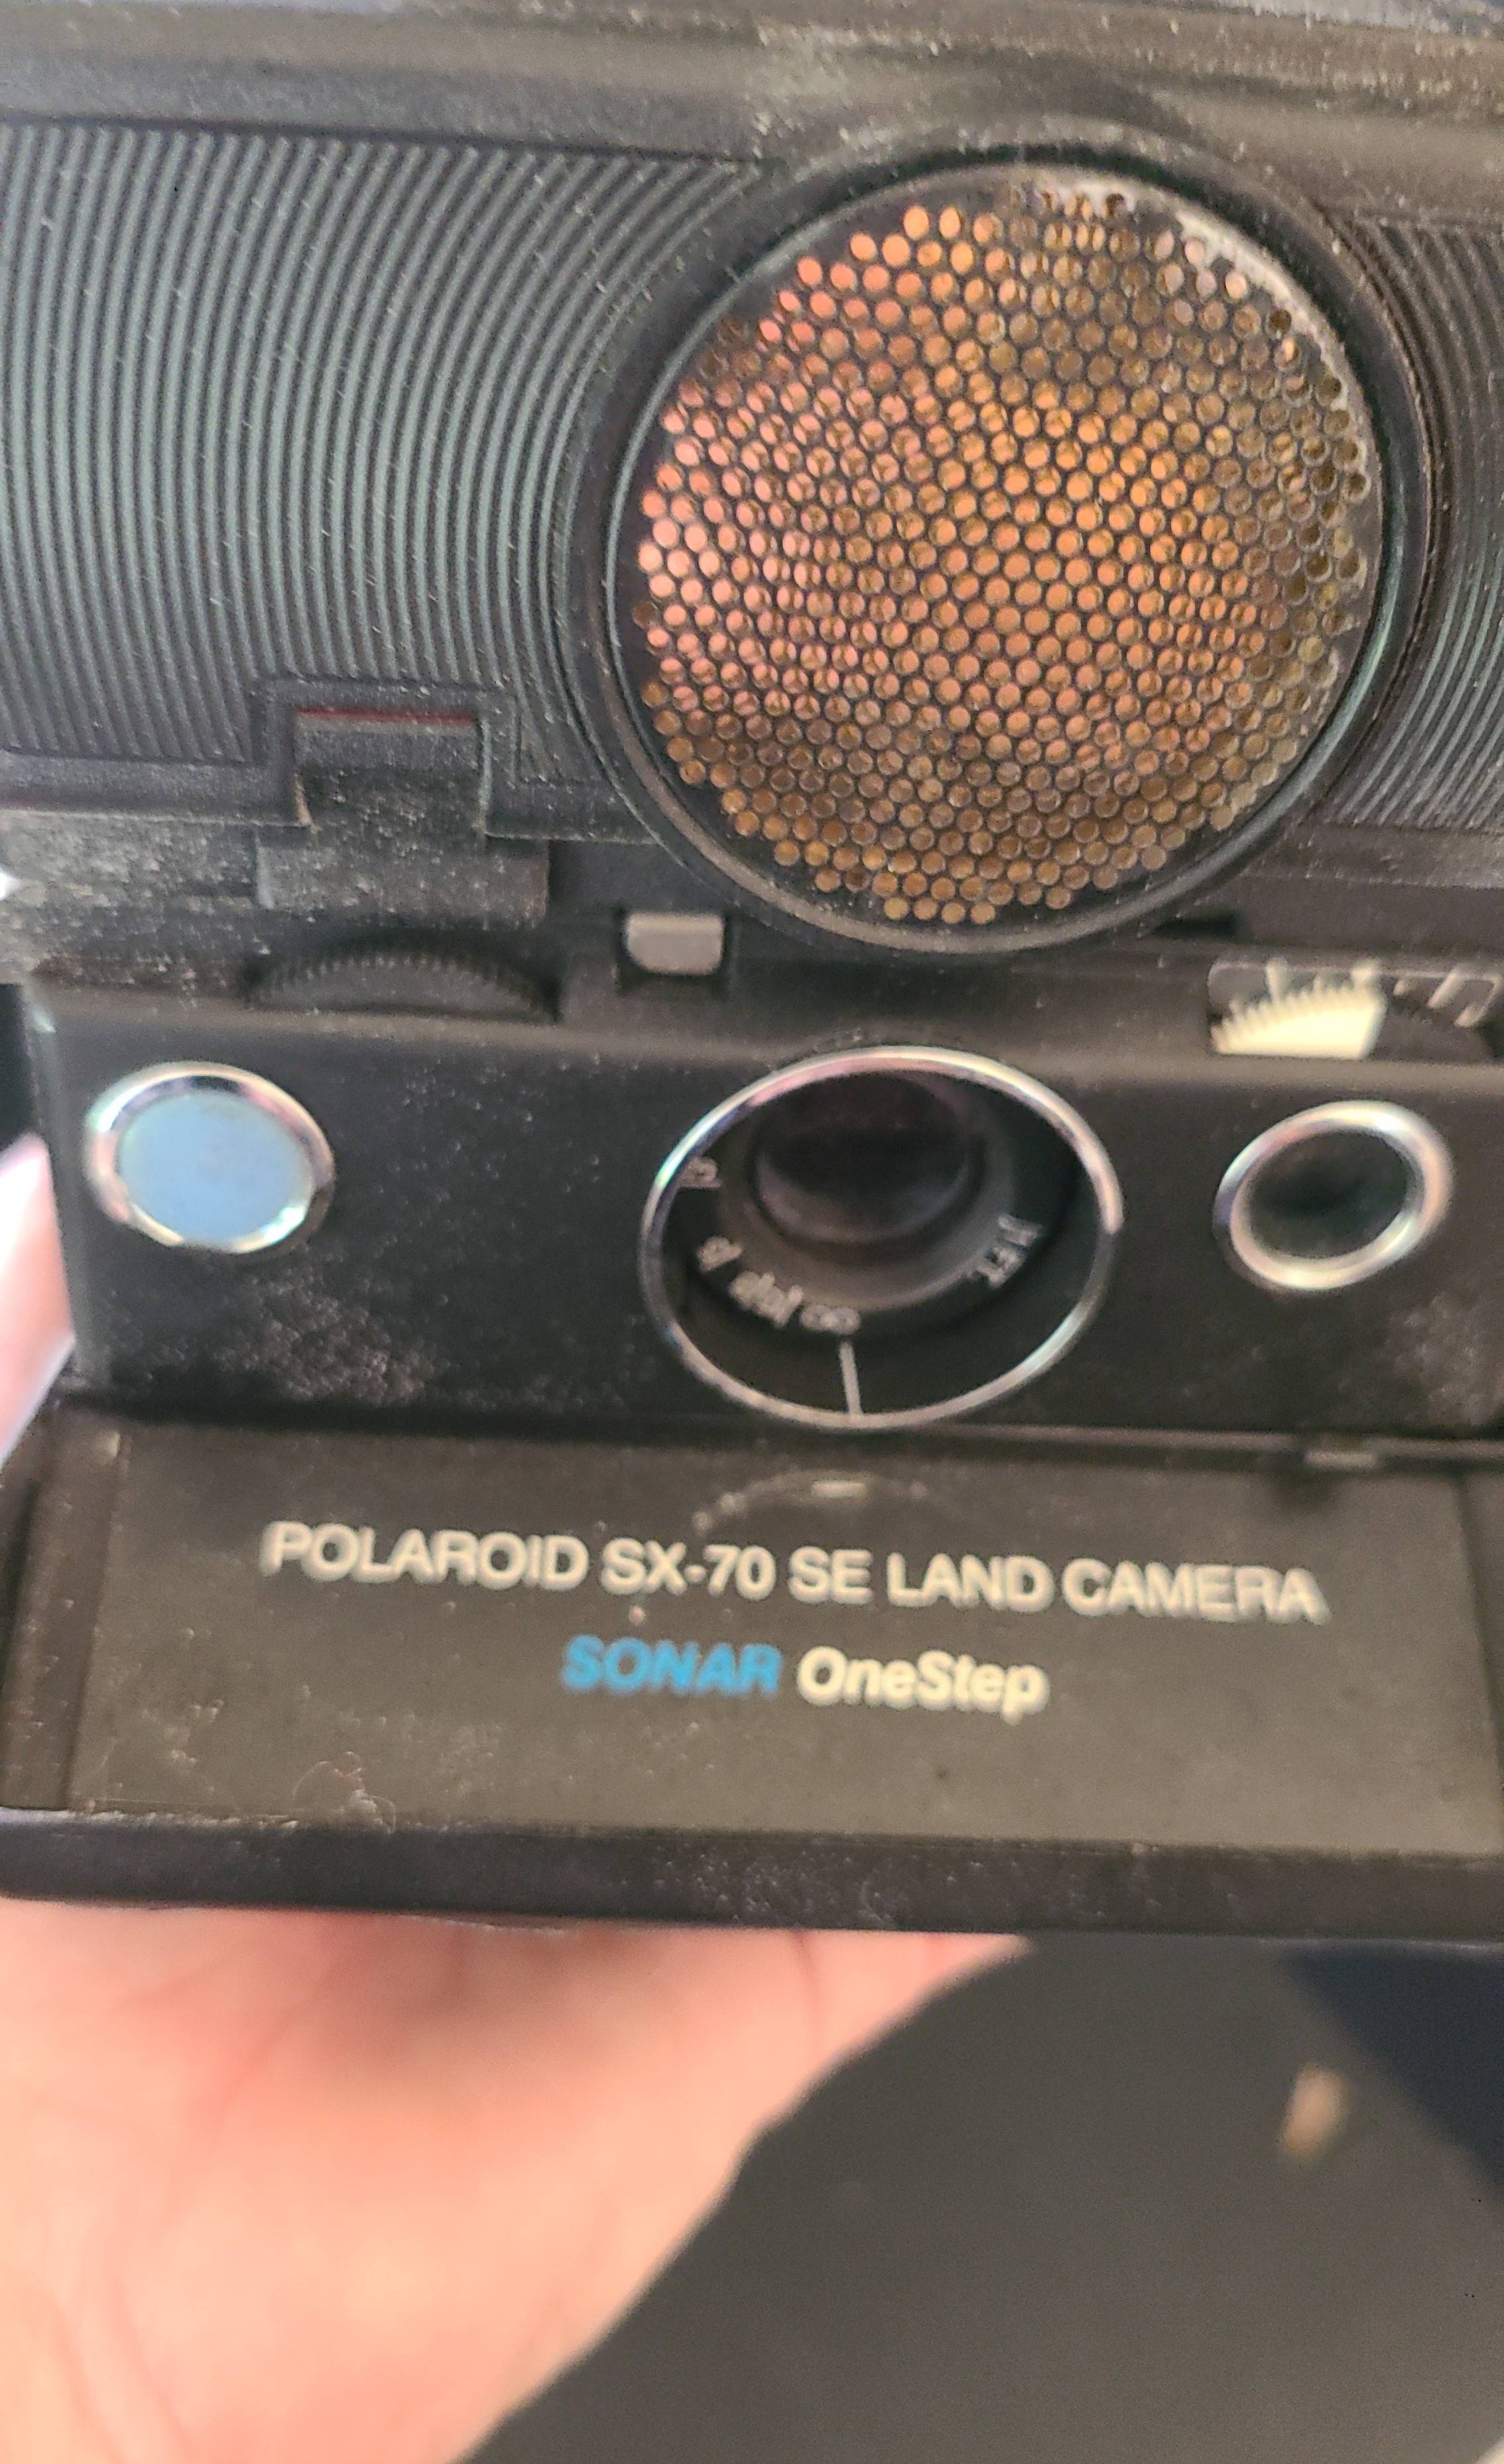 POLAROID SX-70 SE LAND CAMERA
SONAR OneStep